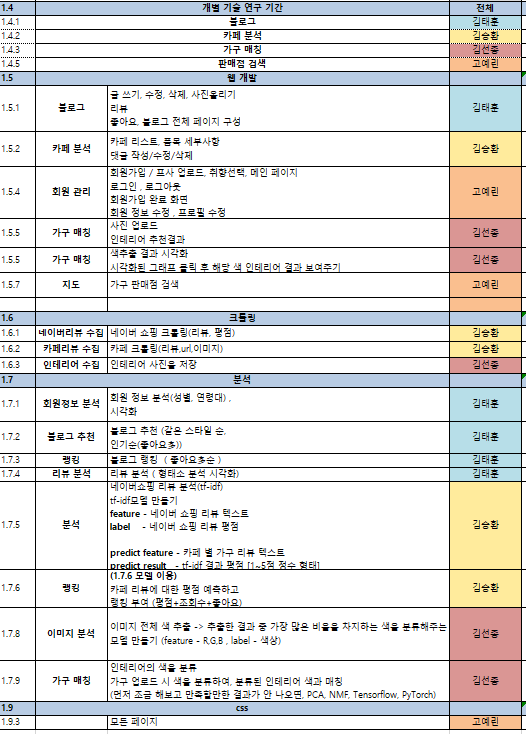 1.4 개별 기술 연구 기간 전체
1.4.1 블로그 김태훈
1.4.2 카페 분석 김승환
1.4.3 가구 매칭 김선종
1.4.5 판매점 검색 고예린
1.5 웹 개발
1.5.1 블로그 글 쓰기, 수정, 삭제, 사진올리기 김태훈
리뷰
좋아요, 블로그 전체 페이지 구성
1.5.2 카페 분석 카페 리스트, 품목 세부사항 김승환
댓글 작성/수정/삭제
1.5.4 회원 관리 회원가입 / 프사 업로드, 취향선택, 메인 페이지 고예린
로그인 , 로그아웃
회원가입 완료 화면
회원 정보 수정 , 프로필 수정
1.5.5 가구 매칭 사진 업로드 김선종
인테리어 추천결과
1.5.5 가구 매칭 색추출 결과 시각화 김선종
시각화된 그래프 클릭 후 해당 색 인테리어 결과 보여주기
1.5.7 지도 가구 판매점 검색 고예린
1.6 크롤링
1.6.1 네이버리뷰 수집 네이버 쇼핑 크롤링(리뷰, 평점) 김승환
1.6.2 카페리뷰 수집 카페 크롤링(리뷰,url,이미지) 김승환
1.6.3 인테리어 수집 인테리어 사진을 저장 김선종
1.7 분석
1.7.1 회원정보 분석 회원 정보 분석(성별, 연령대) , 김태훈
시각화
1.7.2 블로그 추천 블로그 추천 (같은 스타일 순, 김태훈
인기순(좋아요多))
1.7.3 랭킹 블로그 랭킹 ( 좋아요多순 ) 김태훈
1.7.4 리뷰 분석 리뷰 분석 ( 형태소 분석 시각화) 김태훈
1.7.5 분석 네이버쇼핑 리뷰 분석(tf-idf) 김승환
tf-idf모델 만들기
feature - 네이버 쇼핑 리뷰 텍스트
label - 네이버 쇼핑 리뷰 평점
predict feature - 카페 별 가구 리뷰 텍스트
predict result - tf-idf 결과 평점 [1~5점 점수 형태]
1.7.6 랭킹 (1.7.6 모델 이용) 김승환
카페 리뷰에 대한 평점 예측하고
랭킹 부여 (평점+조회수+좋아요)
1.7.8 이미지 분석 이미지 전체 색 추출 -> 추출한 결과 중 가장 많은 비율을 차지하는 색을 분류해주는 김선종
모델 만들기 (feature - R,G,B , label - 색상)
1.7.9 가구 매칭 인테리어의 색을 분류 김선종
가구 업로드 시 색을 분류하여, 분류된 인테리어 색과 매칭
(먼저 조금 해보고 만족할만한 결과가 안 나오면, PCA, NMF, Tensorflow, PyTorch)
1.9 css
1.9.3 모든 페이지 고예린